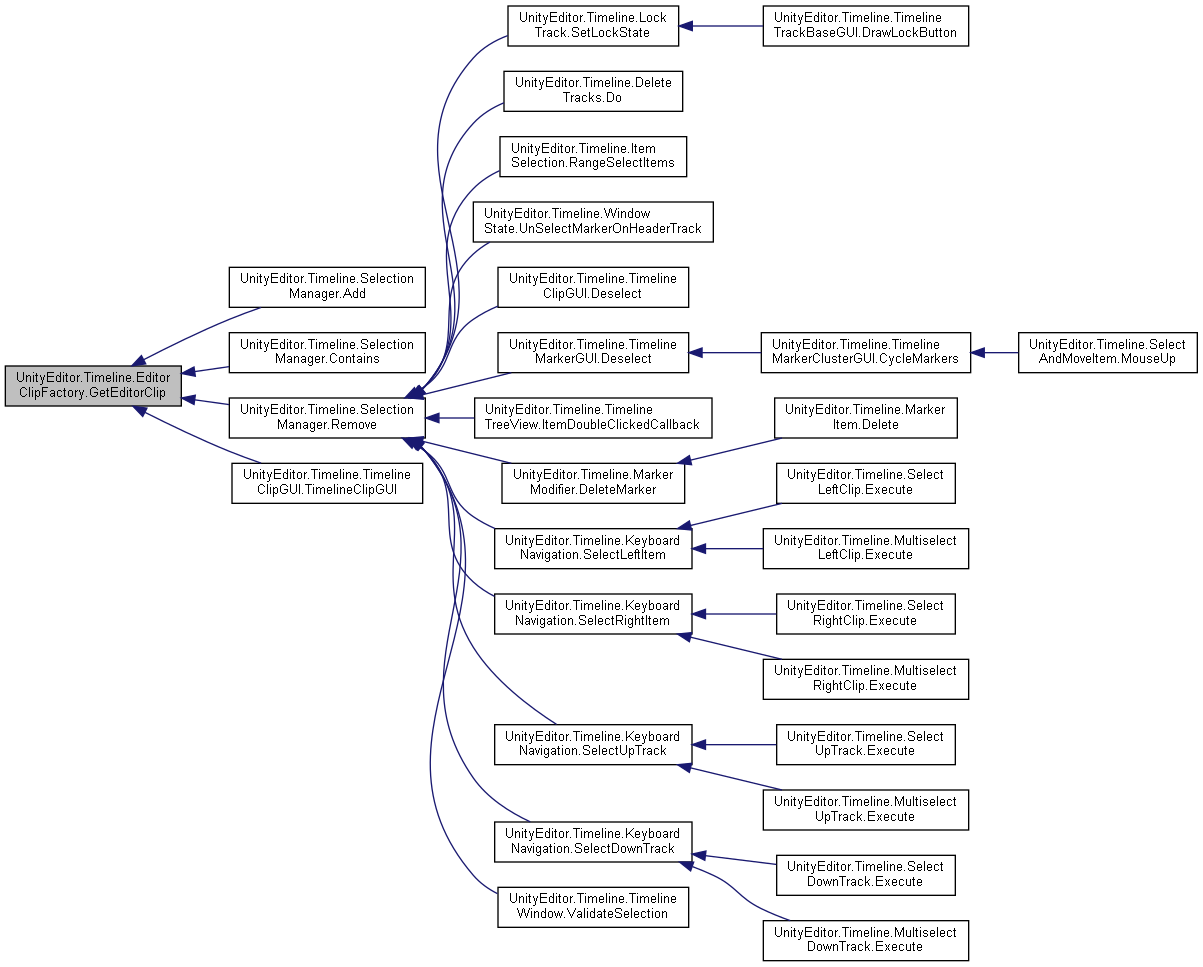 UnityEditor.Timeline.Editor
ClipFactory.GetEditorClip
UnityEditor.Timeline.Selection
Manager.Add
UnityEditor.Timeline.Selection
Manager.Contains
UnityEditor.Timeline.Selection
Manager.Remove
UnityEditor.Timeline.Timeline
ClipGUI.TimelineClipGUI
UnityEditor.Timeline.Lock
Track.SetLockState
UnityEditor.Timeline.Timeline
TrackBaseGUI.DrawLockButton
UnityEditor.Timeline.Delete
Tracks.Do
UnityEditor.Timeline.Item
Selection.RangeSelectItems
UnityEditor.Timeline.Window
State.UnSelectMarkerOnHeaderTrack
UnityEditor.Timeline.Timeline
ClipGUI.Deselect
UnityEditor.Timeline.Timeline
MarkerGUI.Deselect
UnityEditor.Timeline.Timeline
MarkerClusterGUI.CycleMarkers
UnityEditor.Timeline.Select
AndMoveItem.MouseUp
UnityEditor.Timeline.Timeline
TreeView.ItemDoubleClickedCallback
UnityEditor.Timeline.Marker
Modifier.DeleteMarker
UnityEditor.Timeline.Marker
Item.Delete
UnityEditor.Timeline.Keyboard
Navigation.SelectLeftItem
UnityEditor.Timeline.Select
LeftClip.Execute
UnityEditor.Timeline.Multiselect
LeftClip.Execute
UnityEditor.Timeline.Keyboard
Navigation.SelectRightItem
UnityEditor.Timeline.Select
RightClip.Execute
UnityEditor.Timeline.Multiselect
RightClip.Execute
UnityEditor.Timeline.Keyboard
Navigation.SelectUpTrack
UnityEditor.Timeline.Select
UpTrack.Execute
UnityEditor.Timeline.Multiselect
UpTrack.Execute
UnityEditor.Timeline.Keyboard
Navigation.SelectDownTrack
UnityEditor.Timeline.Select
DownTrack.Execute
UnityEditor.Timeline.Multiselect
DownTrack.Execute
UnityEditor.Timeline.Timeline
Window.ValidateSelection